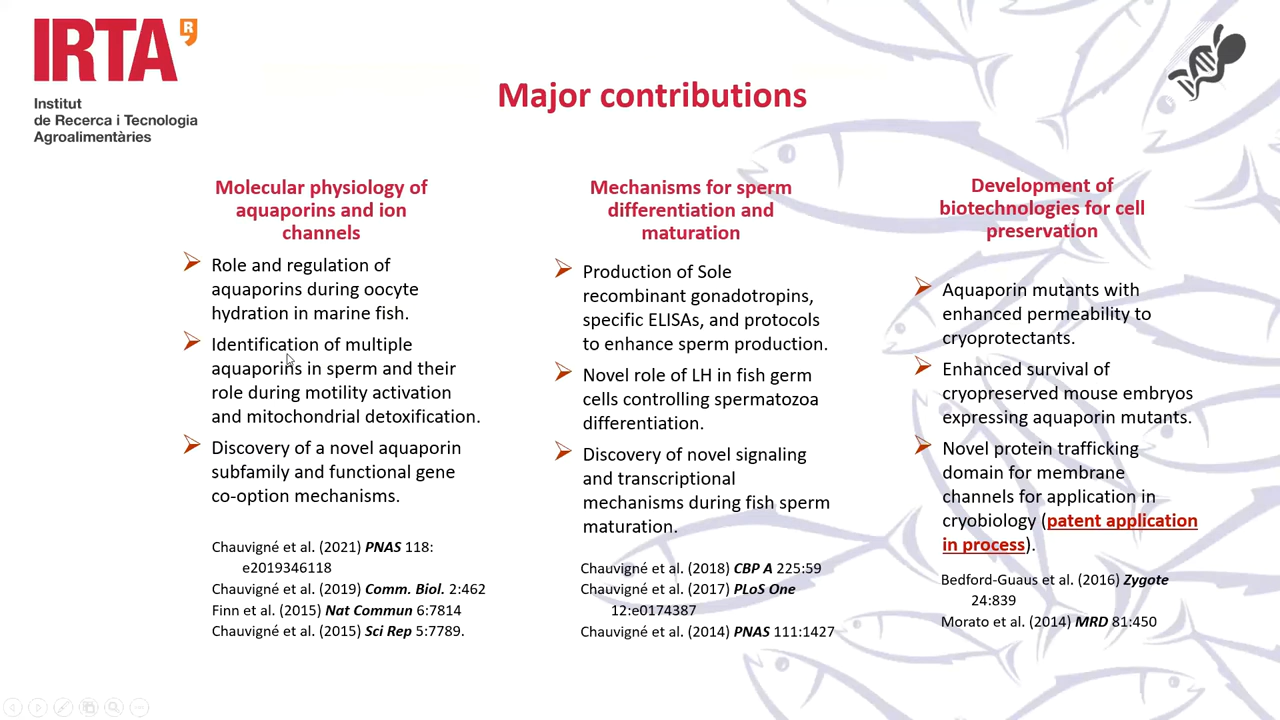 IRTA
R
Institut
de Recerca i Tecnologia
Agroalimentàries
Major contributions
Molecular physiology of
aquaporins and ion
channels
Role and regulation of
aquaporins during oocyte
hydration in marine fish.
Identification of multiple
aquaporins in sperm and their
role during motility activation
and mitochondrial detoxification.
Discovery of a novel aquaporin
subfamily and functional gene
co-option mechanisms.
Chauvigné et al. (2021) PNAS 118:
e2019346118
Chauvigné et al. (2019) Comm. Biol. 2:462
Finn et al. (2015) Nat Commun 6:7814
Chauvigné et al. (2015) Sci Rep 5:7789.
Mechanisms for sperm
differentiation and
maturation
Production of Sole
recombinant gonadotropins,
specific ELISAs, and protocols
to enhance sperm production.
Novel role of LH in fish germ
cells controlling spermatozoa
differentiation.
Discovery of novel signaling
and transcriptional
mechanisms during fish sperm
maturation.
Chauvigné et al. (2018) CBP A 225:59
Chauvigné et al. (2017) PLoS One
12:e0174387
Chauvigné et al. (2014) PNAS 111:1427
Development of
biotechnologies for cell
preservation
Aquaporin mutants with
enhanced permeability to
cryoprotectants.
Enhanced survival of
cryopreserved mouse embryos
expressing aquaporin mutants.
Novel protein trafficking
domain for membrane
channels for application in
cryobiology (patent application
in process).
Bedford-Guaus et al. (2016) Zygote
24:839
Morato et al. (2014) MRD 81:450